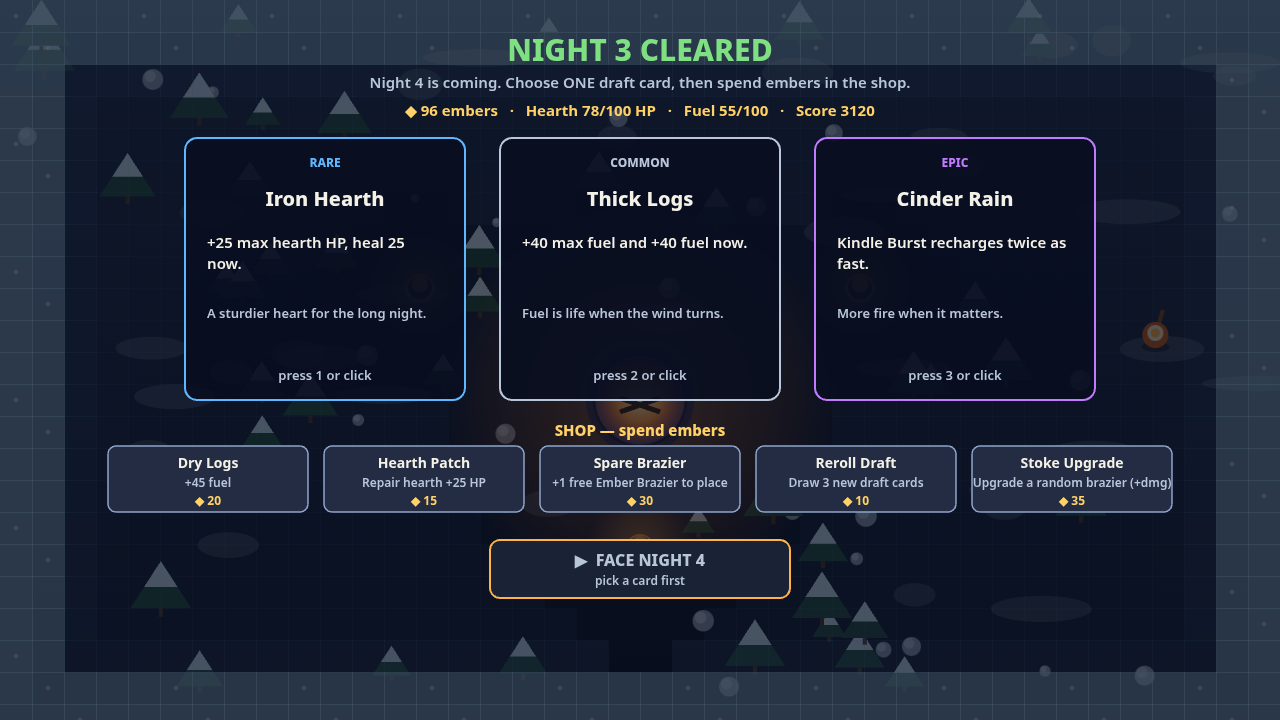 NIGHT 3 CLEARED
Night 4 is coming. Choose ONE draft card, then spend embers in the shop.
◆ 96 embers · Hearth 78/100 HP · Fuel 55/100 · Score 3120
RARE
Iron Hearth
+25 max hearth HP, heal 25
now.
A sturdier heart for the long night.
press 1 or click
COMMON
Thick Logs
+40 max fuel and +40 fuel now.
Fuel is life when the wind turns.
press 2 or click
EPIC
Cinder Rain
Kindle Burst recharges twice as
fast.
More fire when it matters.
press 3 or click
SHOP — spend embers
Dry Logs
+45 fuel
◆ 20
Hearth Patch
Repair hearth +25 HP
◆ 15
Spare Brazier
+1 free Ember Brazier to place
◆ 30
Reroll Draft
Draw 3 new draft cards
◆ 10
Stoke Upgrade
Upgrade a random brazier (+dmg)
◆ 35
▶ FACE NIGHT 4
pick a card first